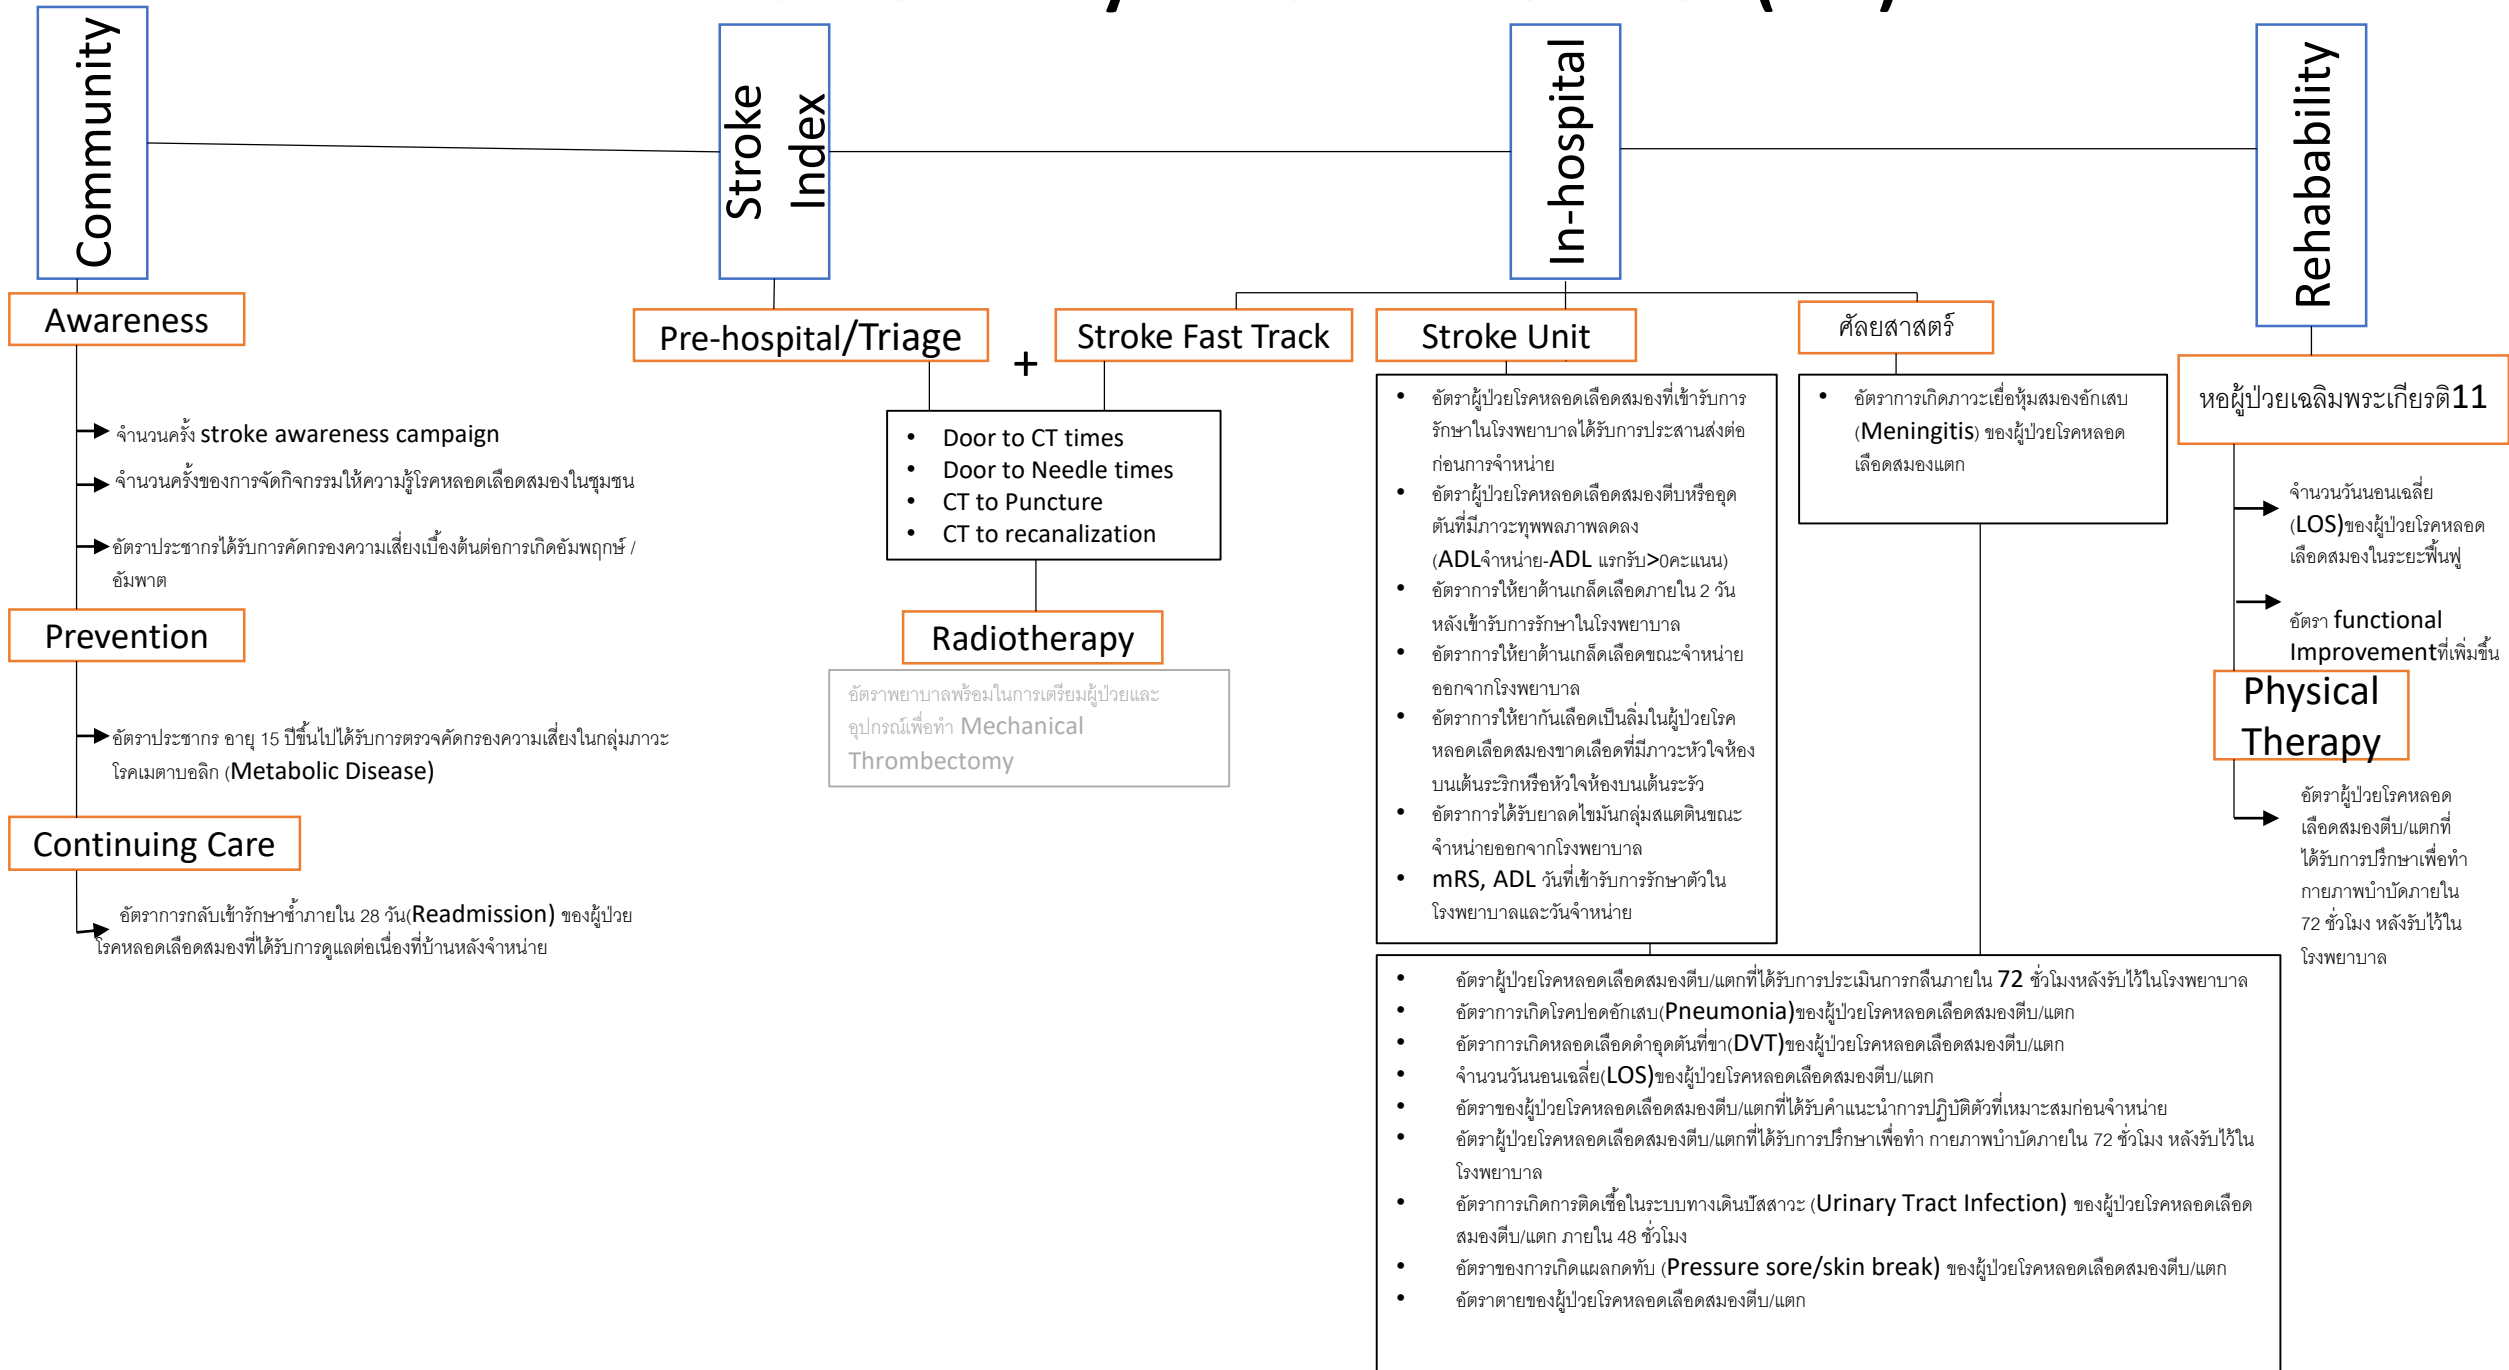 Community
Stroke
Index
In-hospital
Rehabability
Awareness
จำนวนครั้ง stroke awareness campaign
จำนวนครั้งของการจัดกิจกรรมให้ความรู้โรคหลอดเลือดสมองในชุมชน
อัตราประชากรได้รับการคัดกรองความเสี่ยงเบื้องต้นต่อการเกิดอัมพฤกษ์ /
อัมพาต
Prevention
อัตราประชากร อายุ 15 ปีขึ้นไปได้รับการตรวจคัดกรองความเสี่ยงในกลุ่มภาวะ
โรคเมตาบอลิก (Metabolic Disease)
Continuing Care
อัตราการกลับเข้ารักษาซ้ำภายใน 28 วัน(Readmission) ของผู้ป่วย
โรคหลอดเลือดสมองที่ได้รับการดูแลต่อเนื่องที่บ้านหลังจำหน่าย
Pre-hospital/Triage
+
Stroke Fast Track
• Door to CT times
• Door to Needle times
• CT to Puncture
• CT to recanalization
Radiotherapy
อัตราพยาบาลพร้อมในการเตรียมผู้ป่วยและ
อุปกรณ์เพื่อทำ Mechanical
Thrombectomy
Stroke Unit
• อัตราผู้ป่วยโรคหลอดเลือดสมองที่เข้ารับการ
รักษาในโรงพยาบาลได้รับการประสานส่งต่อ
ก่อนการจำหน่าย
• อัตราผู้ป่วยโรคหลอดเลือดสมองตีบหรืออุด
ตันที่มีภาวะทุพพลภาพลดลง
(ADLจำหน่าย-ADL แรกรับ>0คะแนน)
• อัตราการให้ยาต้านเกล็ดเลือดภายใน 2 วัน
หลังเข้ารับการรักษาในโรงพยาบาล
• อัตราการให้ยาต้านเกล็ดเลือดขณะจำหน่าย
ออกจากโรงพยาบาล
• อัตราการให้ยากันเลือดเป็นลิ่มในผู้ป่วยโรค
หลอดเลือดสมองขาดเลือดที่มีภาวะหัวใจห้อง
บนเต้นระริกหรือหัวใจห้องบนเต้นระรัว
• อัตราการได้รับยาลดไขมันกลุ่มสแตตินขณะ
จำหน่ายออกจากโรงพยาบาล
• mRS, ADL วันที่เข้ารับการรักษาตัวใน
โรงพยาบาลและวันจำหน่าย
ศัลยสาสตร์
• อัตราการเกิดภาวะเยื่อหุ้มสมองอักเสบ
(Meningitis) ของผู้ป่วยโรคหลอด
เลือดสมองแตก
• อัตราผู้ป่วยโรคหลอดเลือดสมองตีบ/แตกที่ได้รับการประเมินการกลืนภายใน 72 ชั่วโมงหลังรับไว้ในโรงพยาบาล
• อัตราการเกิดโรคปอดอักเสบ(Pneumonia)ของผู้ป่วยโรคหลอดเลือดสมองตีบ/แตก
• อัตราการเกิดหลอดเลือดดำอุดตันที่ขา(DVT)ของผู้ป่วยโรคหลอดเลือดสมองตีบ/แตก
• จำนวนวันนอนเฉลี่ย(LOS)ของผู้ป่วยโรคหลอดเลือดสมองตีบ/แตก
• อัตราของผู้ป่วยโรคหลอดเลือดสมองตีบ/แตกที่ได้รับคำแนะนำการปฏิบัติตัวที่เหมาะสมก่อนจำหน่าย
• อัตราผู้ป่วยโรคหลอดเลือดสมองตีบ/แตกที่ได้รับการปรึกษาเพื่อทำ กายภาพบำบัดภายใน 72 ชั่วโมง หลังรับไว้ใน
โรงพยาบาล
• อัตราการเกิดการติดเชื้อในระบบทางเดินปัสสาวะ (Urinary Tract Infection) ของผู้ป่วยโรคหลอดเลือด
สมองตีบ/แตก ภายใน 48 ชั่วโมง
• อัตราของการเกิดแผลกดทับ (Pressure sore/skin break) ของผู้ป่วยโรคหลอดเลือดสมองตีบ/แตก
• อัตราตายของผู้ป่วยโรคหลอดเลือดสมองตีบ/แตก
หอผู้ป่วยเฉลิมพระเกียรติ11
จำนวนวันนอนเฉลี่ย
(LOS)ของผู้ป่วยโรคหลอด
เลือดสมองในระยะฟื้นฟู
อัตรา functional
Improvementที่เพิ่มขึ้น
Physical
Therapy
อัตราผู้ป่วยโรคหลอด
เลือดสมองตีบ/แตกที่
ได้รับการปรึกษาเพื่อทำ
กายภาพบำบัดภายใน
72 ชั่วโมง หลังรับไว้ใน
โรงพยาบาล